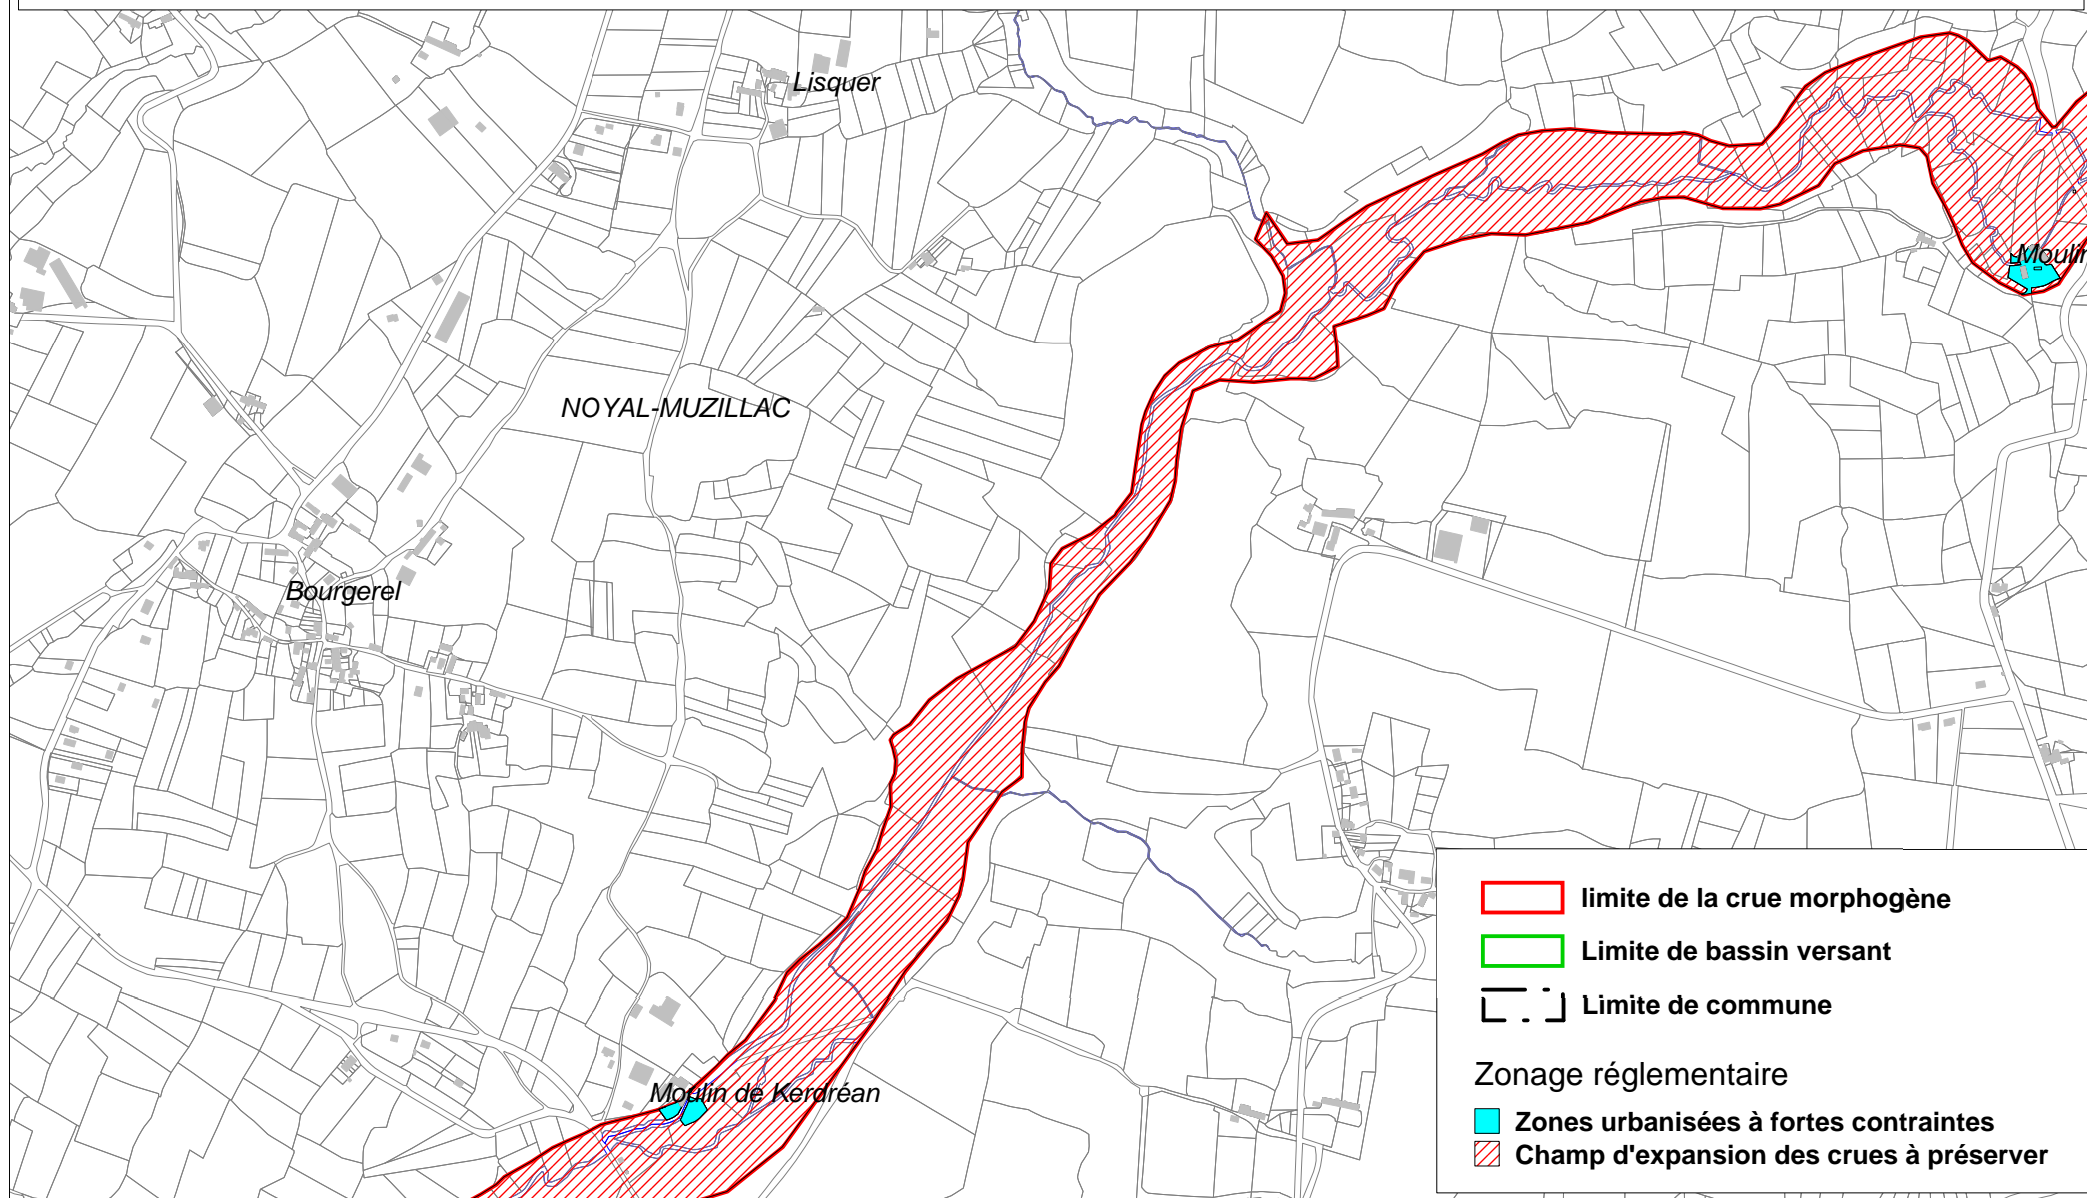 Lisquer
Moulin
NOYAL-MUZILLAC
Bourgerel
Moulin de Kerdréan
limite de la crue morphogène
Limite de bassin versant
Limite de commune
Zonage réglementaire
Zones urbanisées à fortes contraintes
Champ d'expansion des crues à préserver